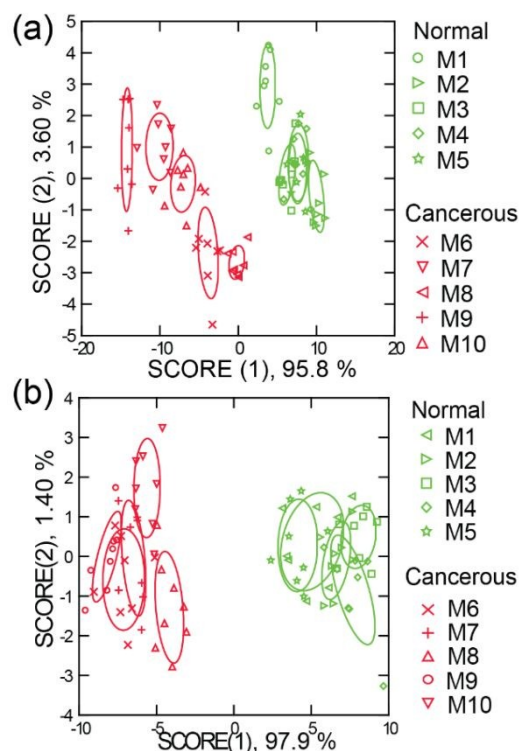 (a)
5
4
3
2
1
0
-1
-2
-3
-4
-5
SCORE (2), 3.60 %
-20
-10
0
10
20
SCORE (1), 95.8 %
Normal
M1
M2
M3
M4
M5
Cancerous
M6
M7
M8
M9
M10
(b)
4
3
2
1
0
-1
-2
-3
-4
SCORE(2), 1.40 %
-10
-5
0
5
10
SCORE(1), 97.9 %
Normal
M1
M2
M3
M4
M5
Cancerous
M6
M7
M8
M9
M10